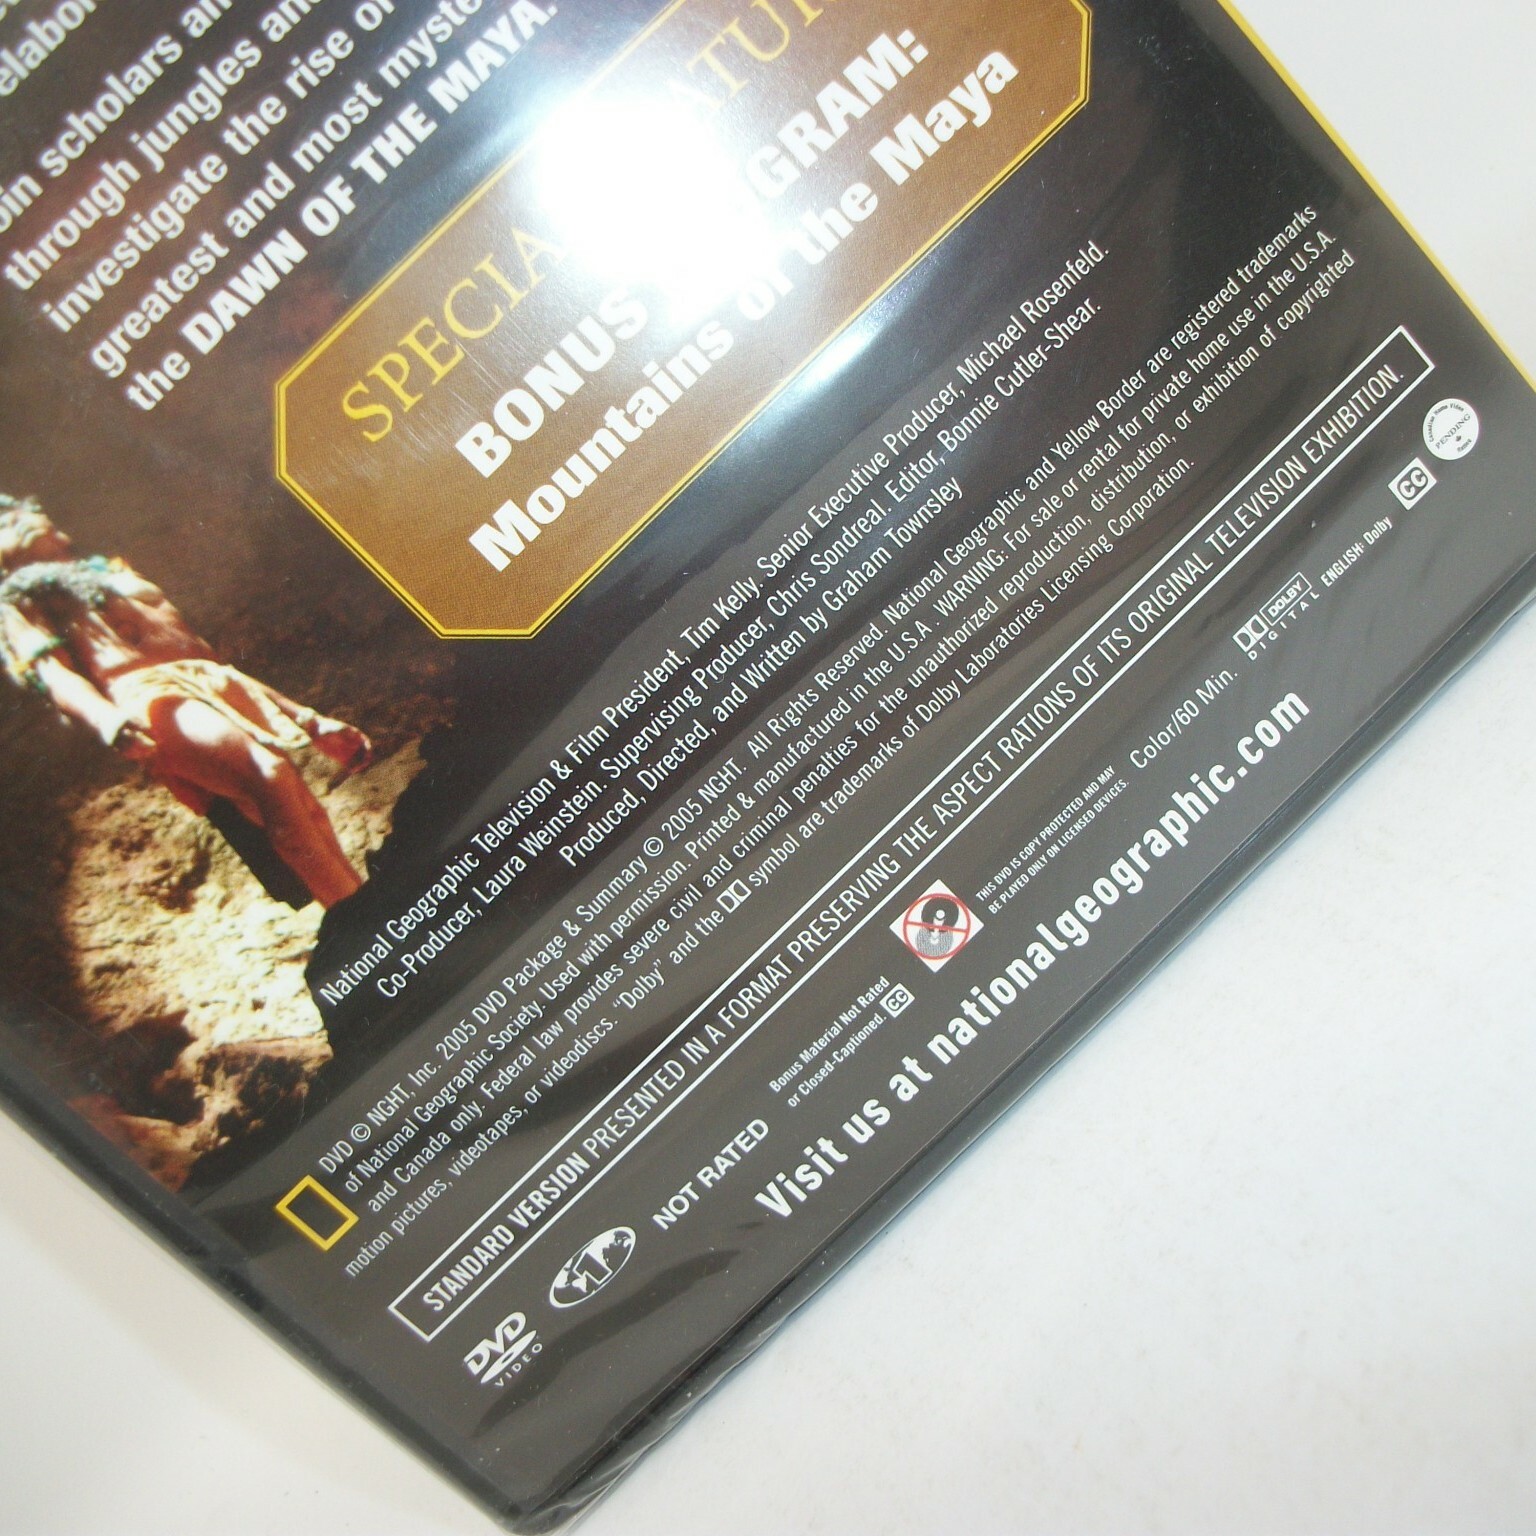 elabor
oin scholars an
through jungles and
investigate the rise of
greatest and most myste
the DAWN OF THE MAYA.
SPECIA ATUR
BONUS GRAM:
Mountains of the Maya
National Geographic Television & Film President, Tim Kelly. Senior Executive Producer, Michael Rosenfeld.
Co-Producer, Laura Weinstein. Supervising Producer, Chris Sondreal. Editor, Bonnie Cutler-Shear.
Produced, Directed, and Written by Graham Townsley
DVD © NGHT, Inc. 2005 DVD Package & Summary © 2005 NGHT. All Rights Reserved. National Geographic and Yellow Border are registered trademarks
of National Geographic Society. Used with permission. Printed & manufactured in the U.S.A. WARNING: For sale or rental for private home use in the U.S.A.
and Canada only. Federal law provides severe civil and criminal penalties for the unauthorized reproduction, distribution, or exhibition of copyrighted
motion pictures, videotapes, or videodiscs. "Dolby" and the symbol are trademarks of Dolby Laboratories Licensing Corporation.
STANDARD VERSION PRESENTED IN A FORMAT PRESERVING THE ASPECT RATIONS OF ITS ORIGINAL TELEVISION EXHIBITION.
DVD
VIDEO
1
NOT RATED
Bonus Material Not Rated
or Closed-Captioned. CC
THIS DVD IS COPY PROTECTED AND MAY
BE PLAYED ONLY ON LICENSED DEVICES.
Color/60 Min.
DOLBY
DIGITAL
ENGLISH: Dolby
CC
PENDING
Visit us at nationalgeographic.com